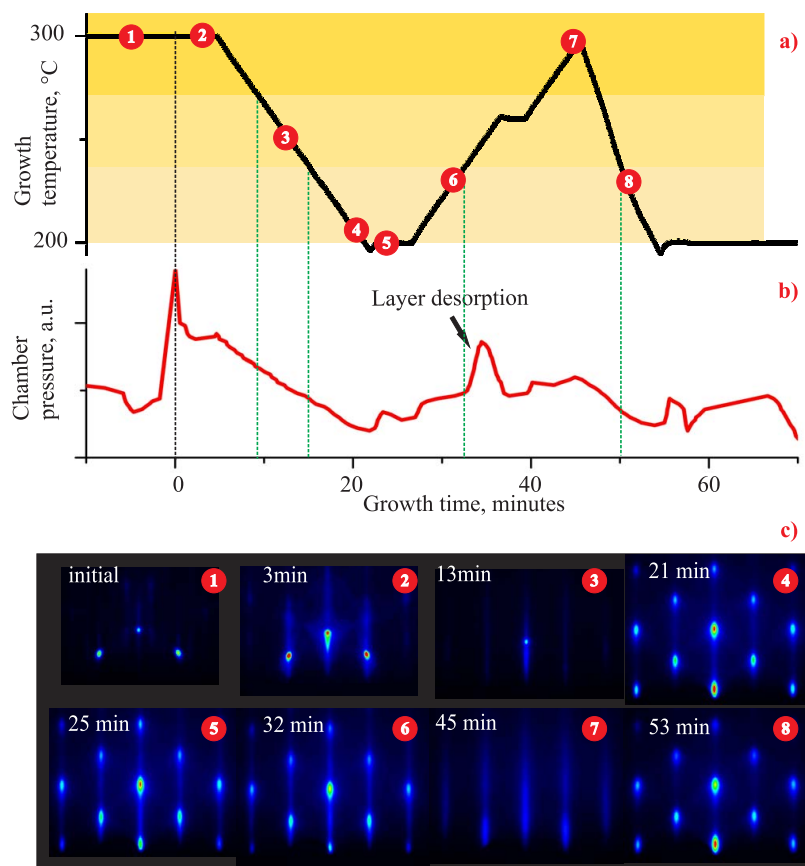 300
1
2
7
a)
3
6
8
4
5
200
Growth
temperature, °C
b)
Layer desorption
Chamber
pressure, a.u.
0
20
40
60
Growth time, minutes
c)
initial
1
3min
2
13min
3
21 min
4
25 min
5
32 min
6
45 min
7
53 min
8